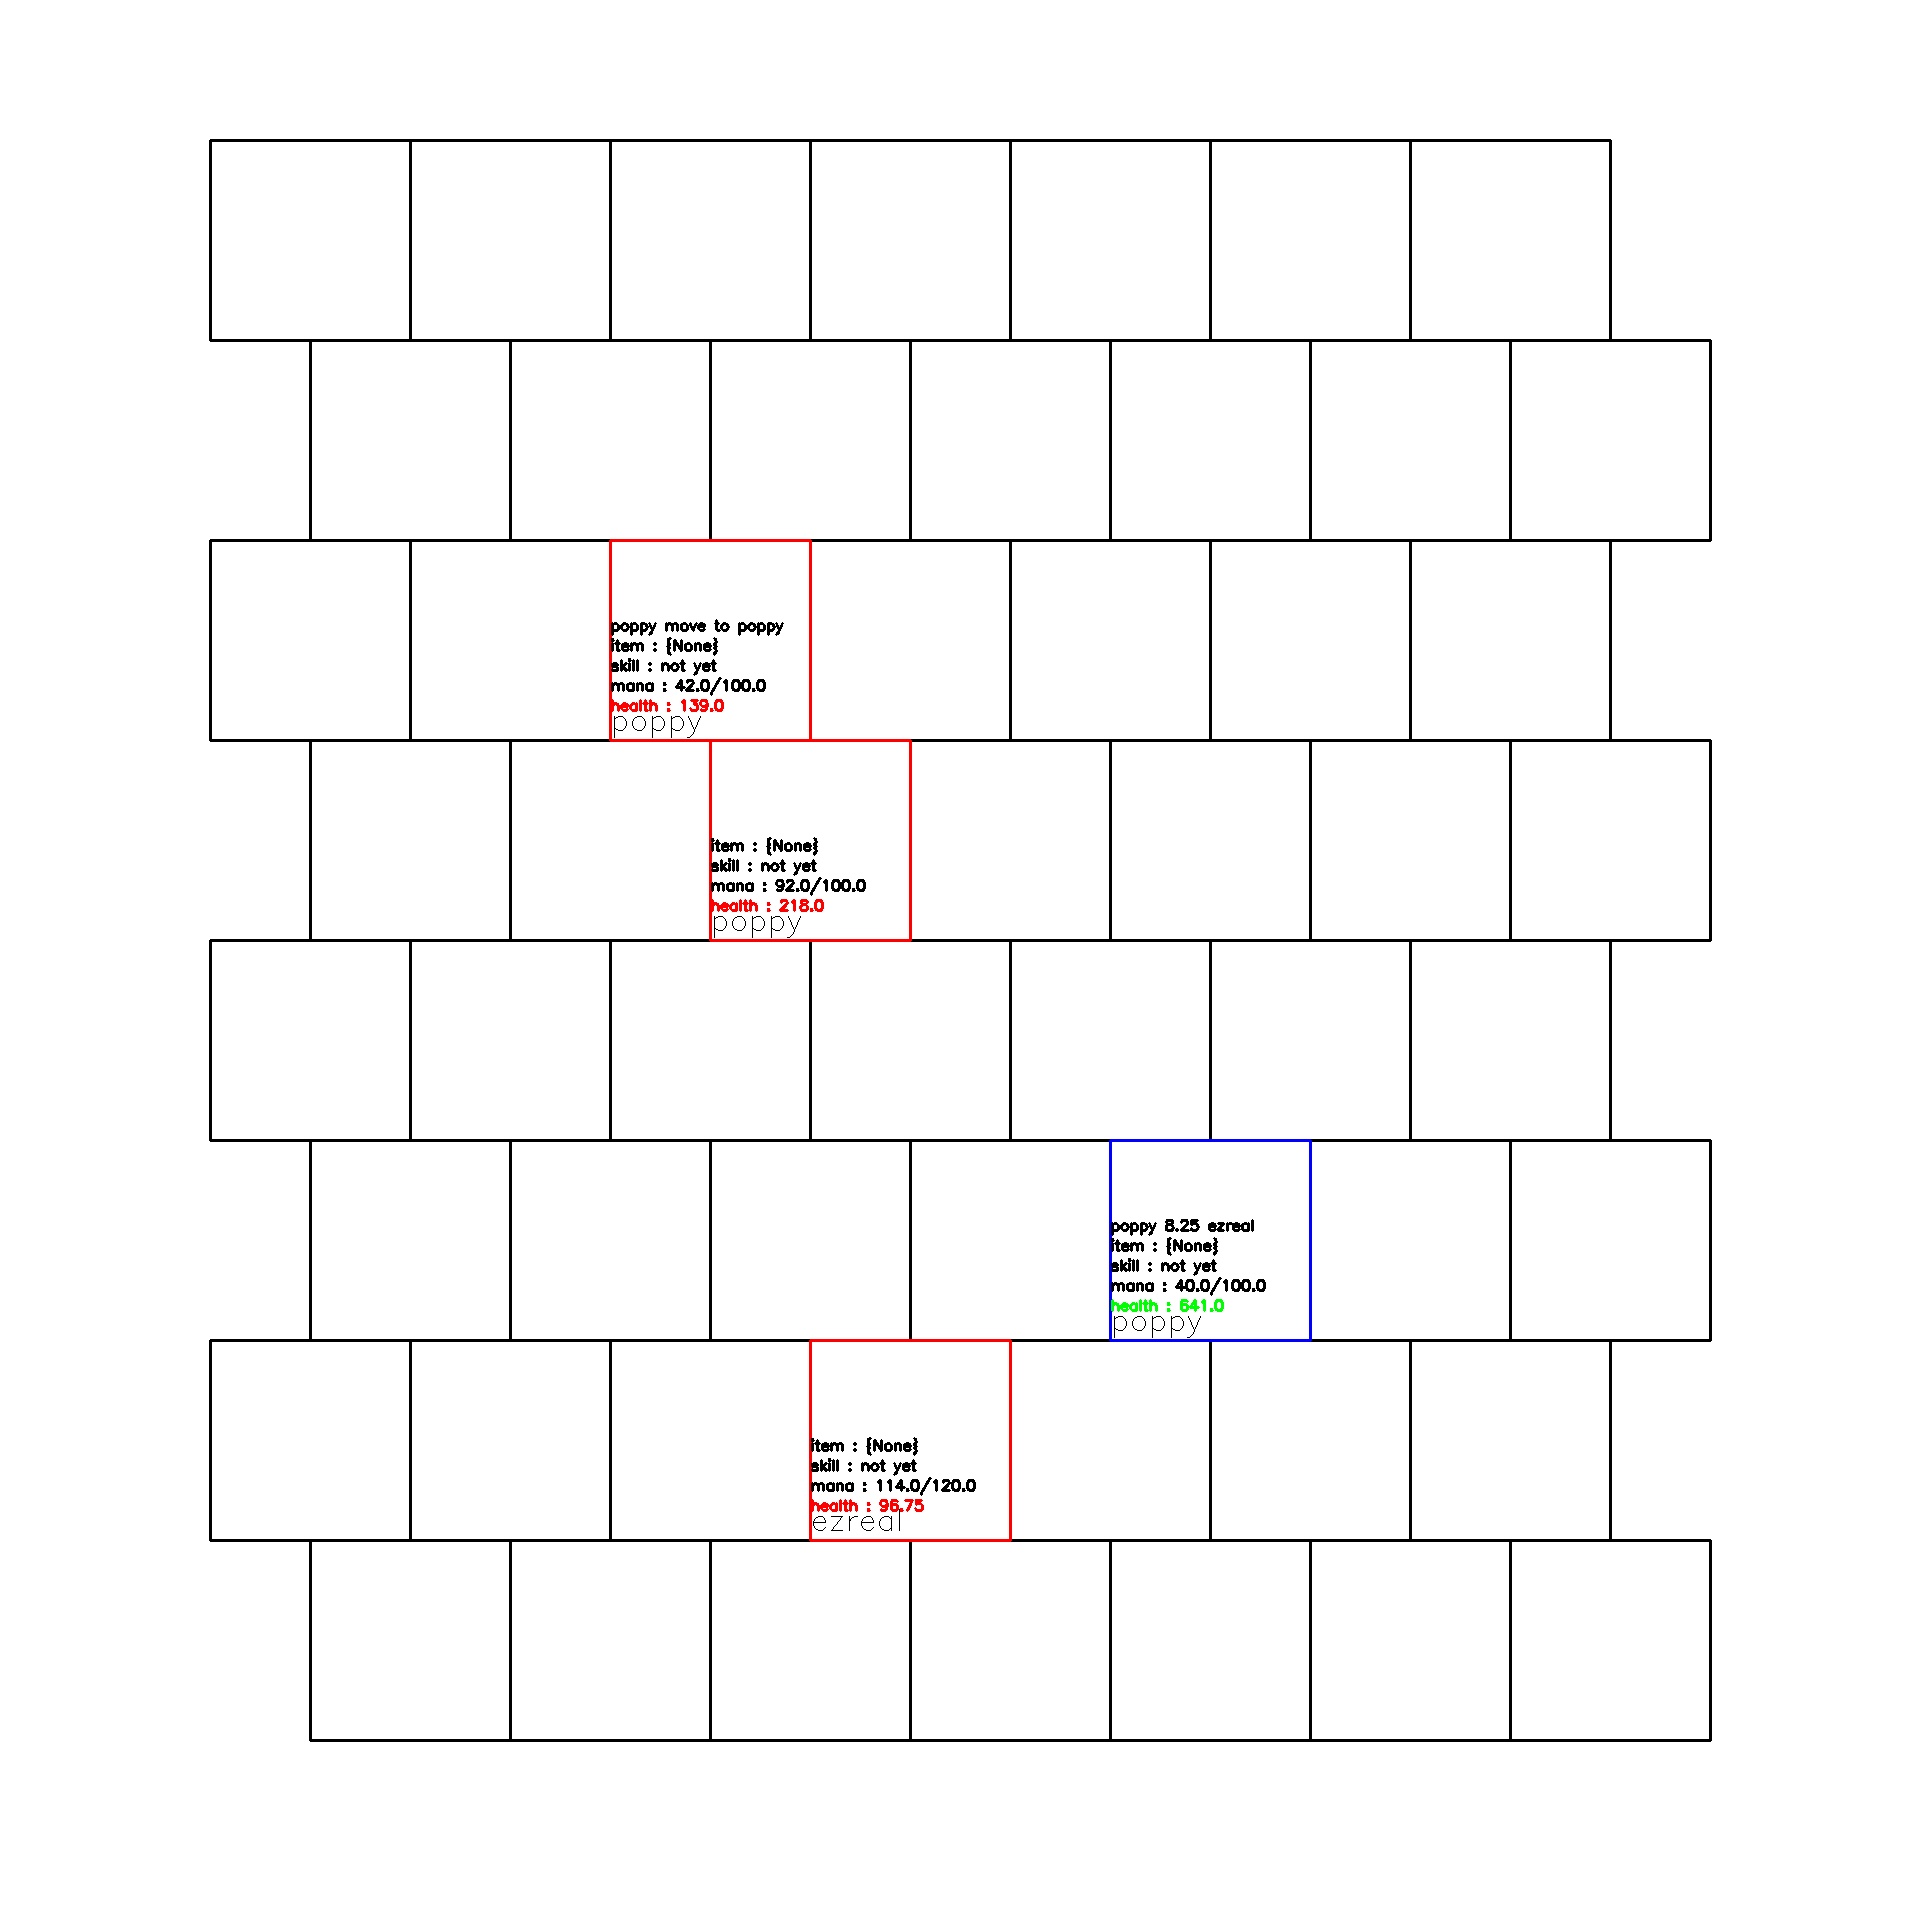 poppy move to poppy
item : {None}
skill : not yet
mana : 42.0/100.0
health : 139.0
poppy
item : {None}
skill : not yet
mana : 92.0/100.0
health : 218.0
poppy
poppy 8.25 ezreal
item : {None}
skill : not yet
mana : 40.0/100.0
health : 641.0
poppy
item : {None}
skill : not yet
mana : 114.0/120.0
health : 96.75
ezreal